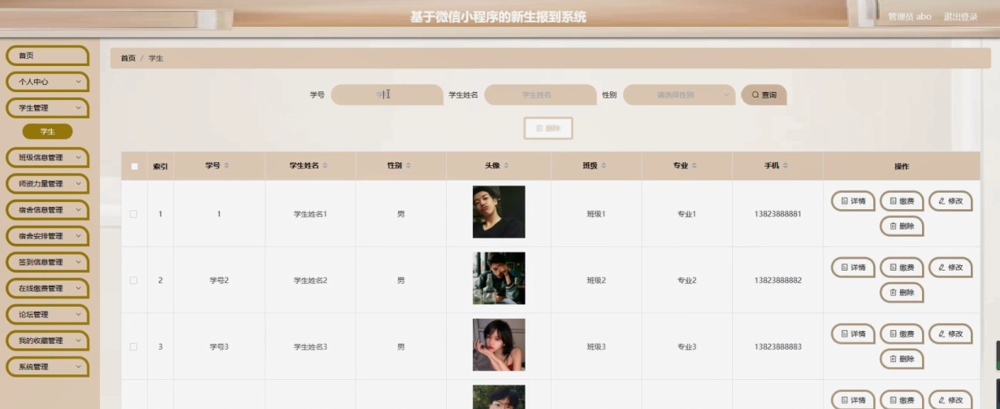 基于微信小程序的新生报到系统
管理员 abo 退出登录
首页
个人中心
学生管理
学生
班级信息管理
师资力量管理
宿舍信息管理
宿舍安排管理
签到信息管理
在线缴费管理
论坛管理
我的收藏管理
系统管理
首页 / 学生
学号 学生姓名 学生姓名 性别 请选择性别 查询
删除
索引 学号 学生姓名 性别 头像 班级 专业 手机 操作
1 1 学生姓名1 男 班级1 专业1 13823888881 详情 缴费 修改
删除
2 学号2 学生姓名2 男 班级2 专业2 13823888882 详情 缴费 修改
删除
3 学号3 学生姓名3 男 班级3 专业3 13823888883 详情 缴费 修改
删除
详情 缴费 修改